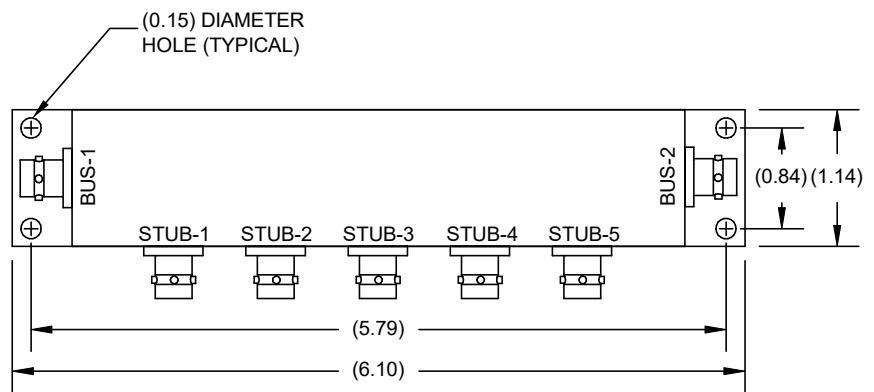 (0.15) DIAMETER
HOLE (TYPICAL)
BUS-1
BUS-2
(0.84) (1.14)
STUB-1 STUB-2 STUB-3 STUB-4 STUB-5
(5.79)
(6.10)